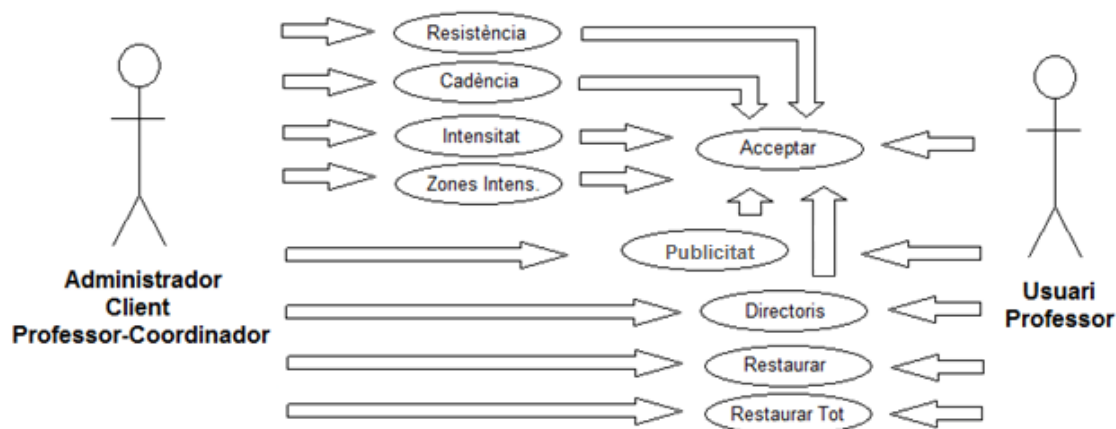 Resistència
Cadència
Intensitat
Acceptar
Zones Intens.
Publicitat
Administrador
Client
Professor-Coordinador
Usuari
Professor
Directoris
Restaurar
Restaurar Tot